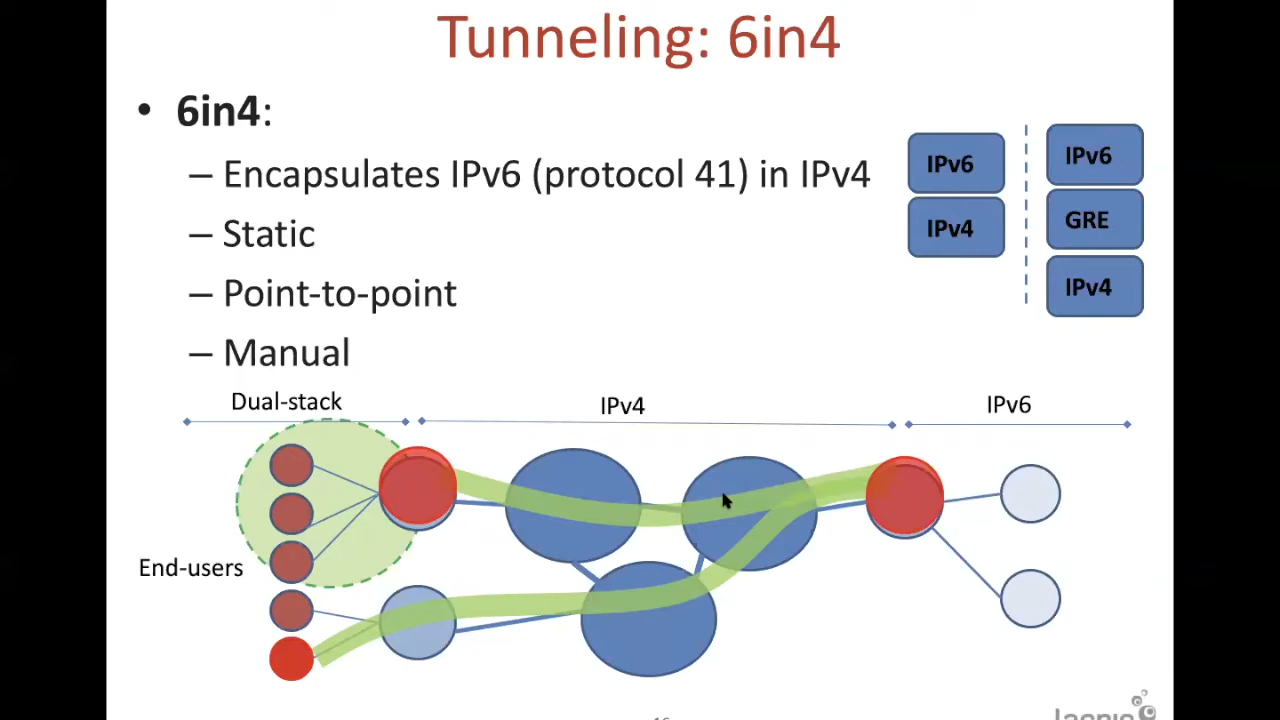 Tunneling: 6in4
• 6in4:
– Encapsulates IPv6 (protocol 41) in IPv4
– Static
– Point-to-point
– Manual
IPv6
IPv4
IPv6
GRE
IPv4
Dual-stack
IPv4
IPv6
End-users